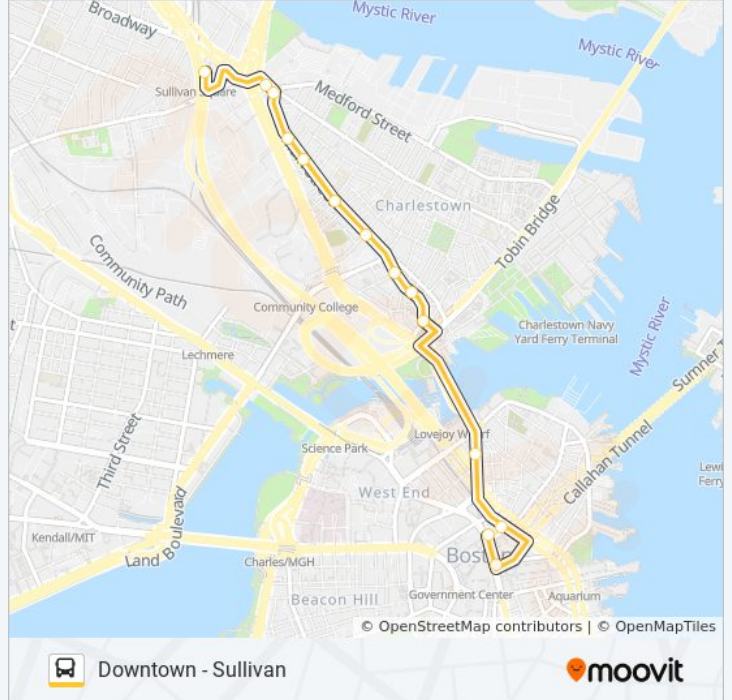 Mystic River
Broadway
Mystic River
Sullivan Square
Medford Street
Charlestown
Tobin Bridge
Community Path
Community College
Charlestown Navy
Yard Ferry Terminal
Mystic River
t
Lechmere
Sumner T
Third Street
Lovejoy Wharf
Callahan Tunnel
Science Park
Lewi
Ferry
West End
Kendall/MIT
Land Boulevard
Charles/MGH
Boston
Government Center
Aquarium
Beacon Hill
© OpenStreetMap contributors | © OpenMapTiles
Downtown - Sullivan
moovit